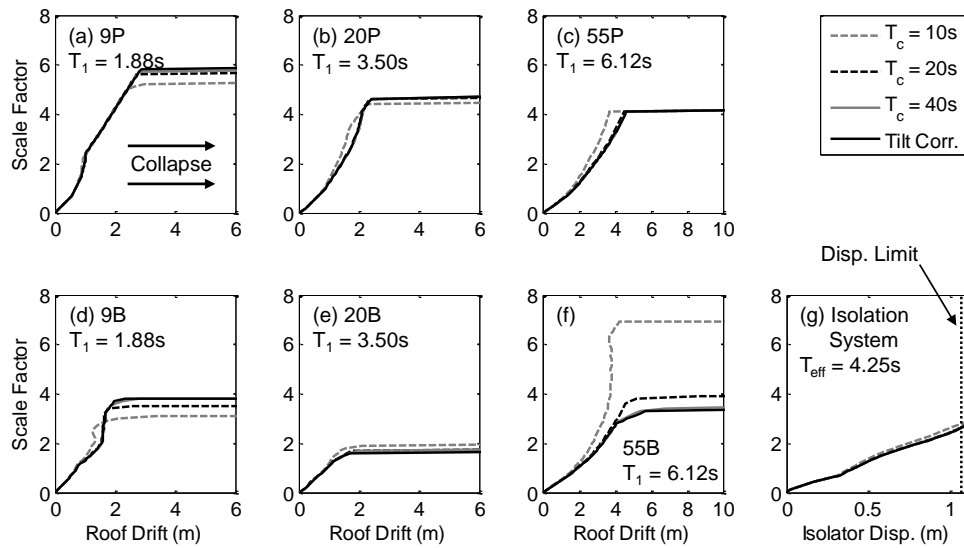 (a) 9P
T1 = 1.88s
Collapse
Scale Factor
0
2
4
6
8
0
2
4
6
(b) 20P
T1 = 3.50s
0
2
4
6
8
0
2
4
6
(c) 55P
T1 = 6.12s
0
2
4
6
8
0
2
4
6
8
10
Tc = 10s
Tc = 20s
Tc = 40s
Tilt Corr.
Disp. Limit
(d) 9B
T1 = 1.88s
Scale Factor
0
2
4
6
8
0
2
4
6
Roof Drift (m)
(e) 20B
T1 = 3.50s
0
2
4
6
8
0
2
4
6
Roof Drift (m)
(f)
55B
T1 = 6.12s
0
2
4
6
8
0
2
4
6
8
10
Roof Drift (m)
(g) Isolation
System
Teff = 4.25s
0
2
4
6
8
0
0.5
1
Isolator Disp. (m)